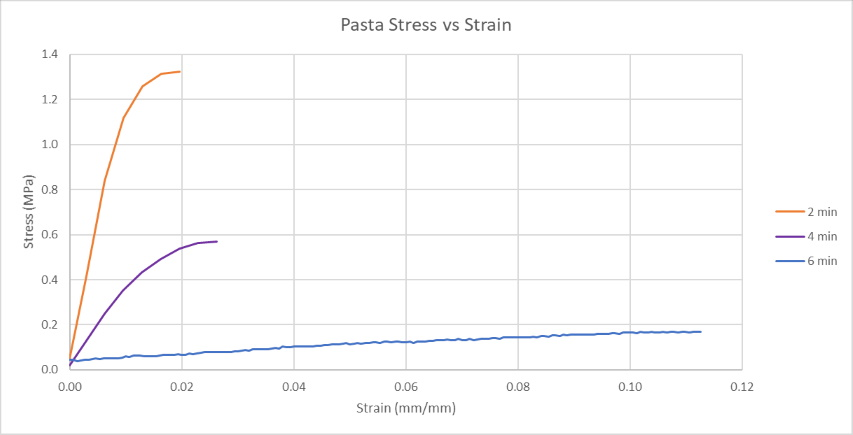 Pasta Stress vs Strain
1.4
1.2
1.0
0.8
0.6
0.4
0.2
0.0
Stress (MPa)
0.00 0.02 0.04 0.06 0.08 0.10 0.12
Strain (mm/mm)
2 min
4 min
6 min